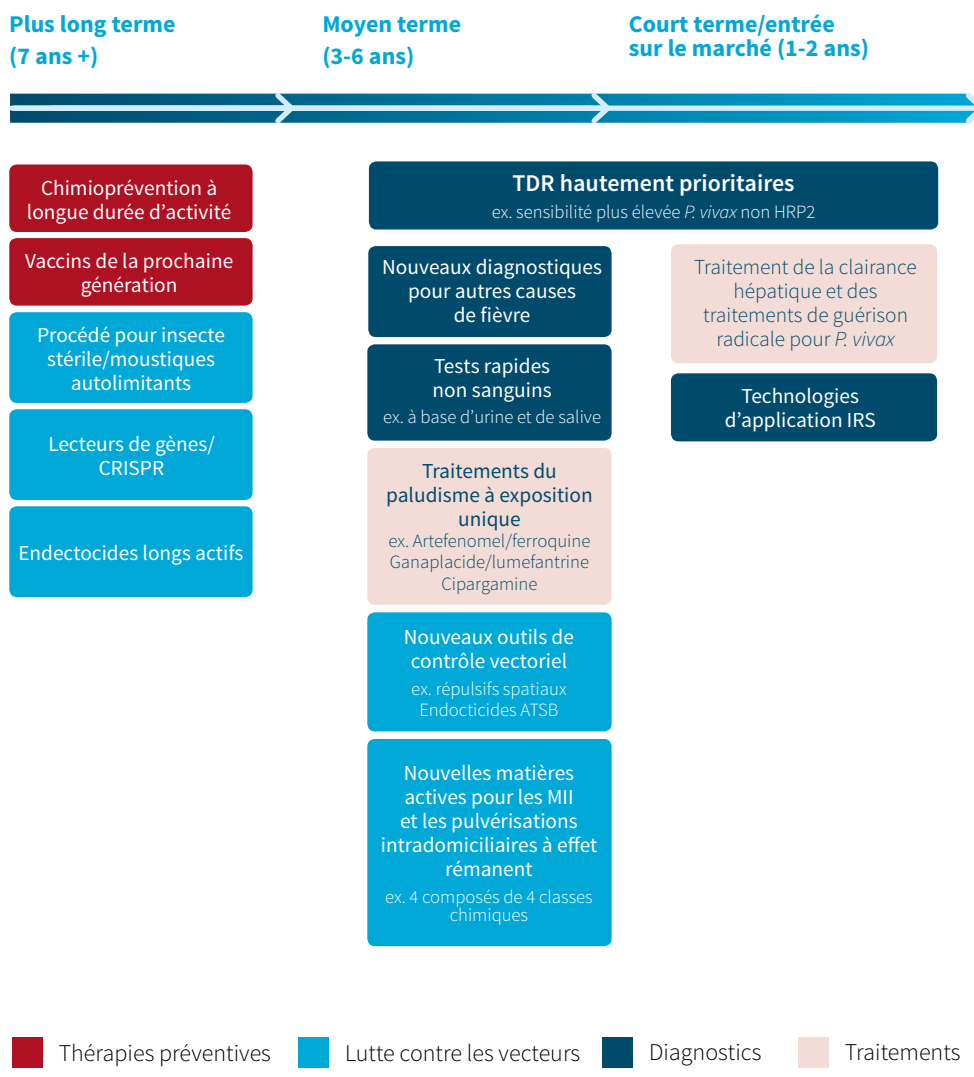 Plus long terme
(7 ans +)
Moyen terme
(3-6 ans)
Court terme/entrée
sur le marché (1-2 ans)
Chimioprévention à
longue durée d'activité
Vaccins de la prochaine
génération
Procédé pour insecte
stérile/moustiques
autolimitants
Lecteurs de gènes/
CRISPR
Endectocides longs actifs
TDR hautement prioritaires
ex. sensibilité plus élevée P. vivax non HRP2
Nouveaux diagnostiques
pour autres causes
de fièvre
Tests rapides
non sanguins
ex. à base d'urine et de salive
Traitements du
paludisme à exposition
unique
ex. Artefenomel/ferroquine
Ganaplacide/lumefantrine
Cipargamine
Nouveaux outils de
contrôle vectoriel
ex. répulsifs spatiaux
Endocticides ATSB
Nouvelles matières
actives pour les MII
et les pulvérisations
intradomiciliaires à effet
rémanent
ex. 4 composés de 4 classes
chimiques
Traitement de la clairance
hépatique et des
traitements de guérison
radicale pour P. vivax
Technologies
d'application IRS
Thérapies préventives
Lutte contre les vecteurs
Diagnostics
Traitements